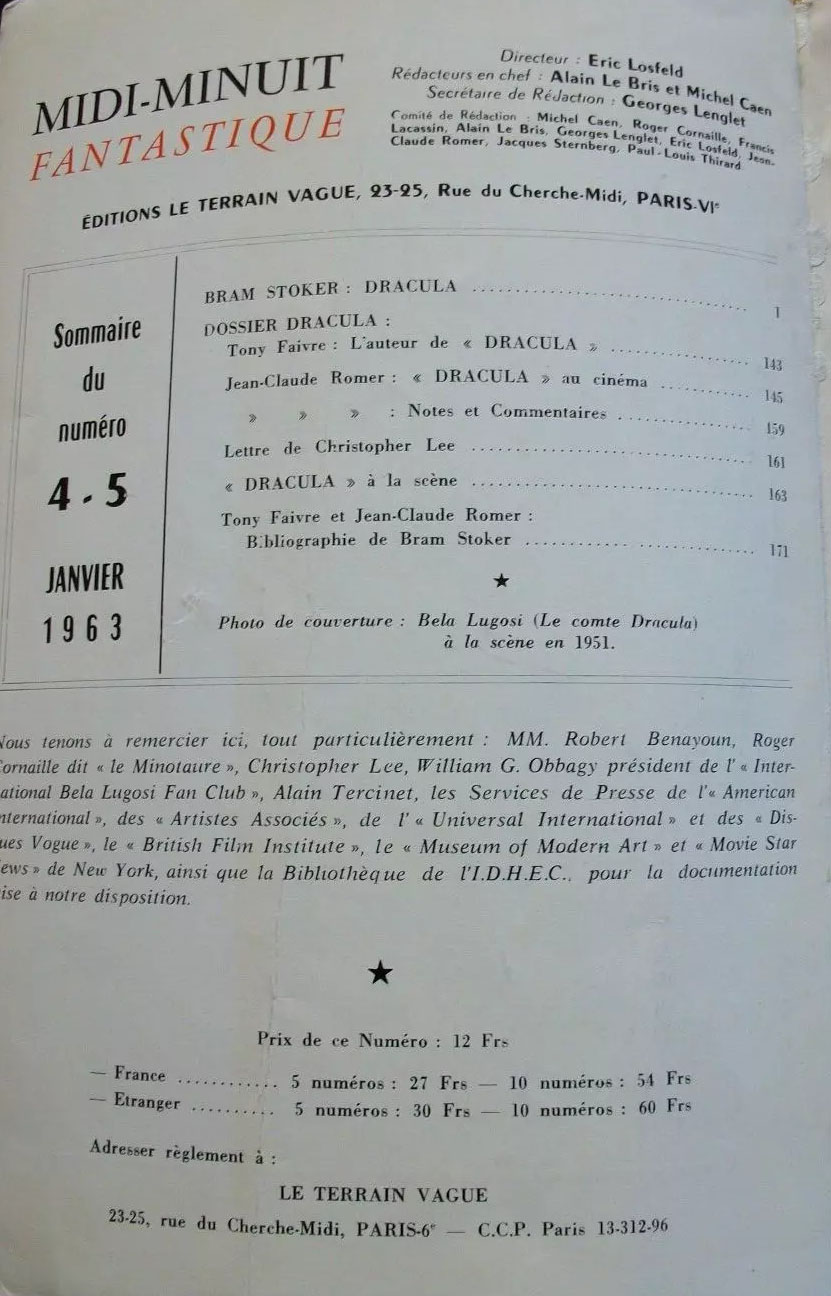 MIDI-MINUIT
FANTASTIQUE
Directeur : Eric Losfeld
Rédacteurs en chef : Alain Le Bris et Michel Caen
Secrétaire de Rédaction : Georges Lenglet
Comité de Rédaction : Michel Caen, Roger Cornaille, Francis
Lacassin, Alain Le Bris, Georges Lenglet, Eric Losfeld, Jean-
Claude Romer, Jacques Sternberg, Paul-Louis Thirard
ÉDITIONS LE TERRAIN VAGUE, 23-25, Rue du Cherche-Midi, PARIS-VIe
Sommaire
du
numéro
4-5
JANVIER
1963
BRAM STOKER : DRACULA .......... 1
DOSSIER DRACULA :
Tony Faivre : L'auteur de « DRACULA » .......... 143
Jean-Claude Romer : « DRACULA » au cinéma .......... 145
» » » : Notes et Commentaires .......... 159
Lettre de Christopher Lee .......... 161
« DRACULA » à la scène .......... 163
Tony Faivre et Jean-Claude Romer :
Bibliographie de Bram Stoker .......... 171
★
Photo de couverture : Bela Lugosi (Le comte Dracula)
à la scène en 1951.
Nous tenons à remercier ici, tout particulièrement : MM. Robert Benayoun, Roger
Cornaille dit « le Minotaure », Christopher Lee, William G. Obbagy président de l'« Inter-
ational Bela Lugosi Fan Club », Alain Tercinet, les Services de Presse de l'« American
nternational », des « Artistes Associés », de l'« Universal International » et des « Dis-
ues Vogue », le « British Film Institute », le « Museum of Modern Art » et « Movie Star
ews » de New York, ainsi que la Bibliothèque de l'I.D.H.E.C., pour la documentation
ise à notre disposition.
★
Prix de ce Numéro : 12 Frs
— France ............ 5 numéros : 27 Frs — 10 numéros : 54 Frs
— Etranger .......... 5 numéros : 30 Frs — 10 numéros : 60 Frs
Adresser règlement à :
LE TERRAIN VAGUE
23-25, rue du Cherche-Midi, PARIS-6e — C.C.P. Paris 13-312-96